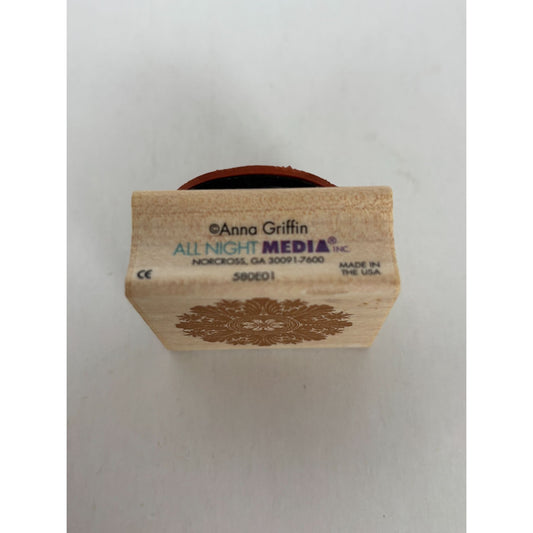 ©Anna Griffin
ALL NIGHT MEDIA® INC.
NORCROSS, GA 30091-7600
CE 580E01 MADE IN
THE USA